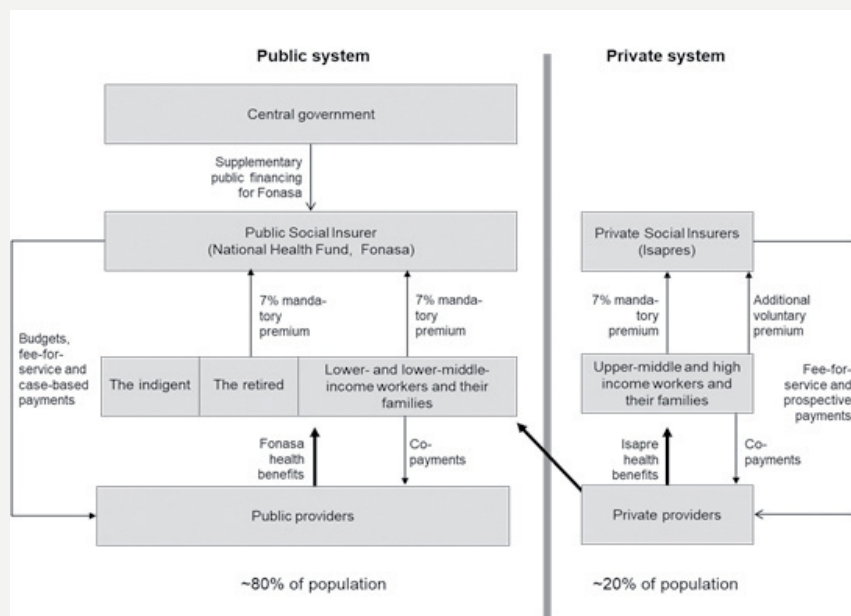 Public system
Private system
Central government
Supplementary
public financing
for Fonasa
Public Social Insurer
(National Health Fund, Fonasa)
Private Social Insurers
(Isapres)
7% manda-
tory
premium
7% manda-
tory
premium
7% manda-
tory
premium
Additional
voluntary
premium
Budgets,
fee-for-
service and
case-based
payments
The indigent
The retired
Lower- and lower-middle-
income workers and their
families
Upper-middle and high
income workers and
their families
Fee-for-
service and
prospective
payments
Fonasa
health
benefits
Co-
payments
Isapre
health
benefits
Co-
payments
Public providers
Private providers
~80% of population
~20% of population